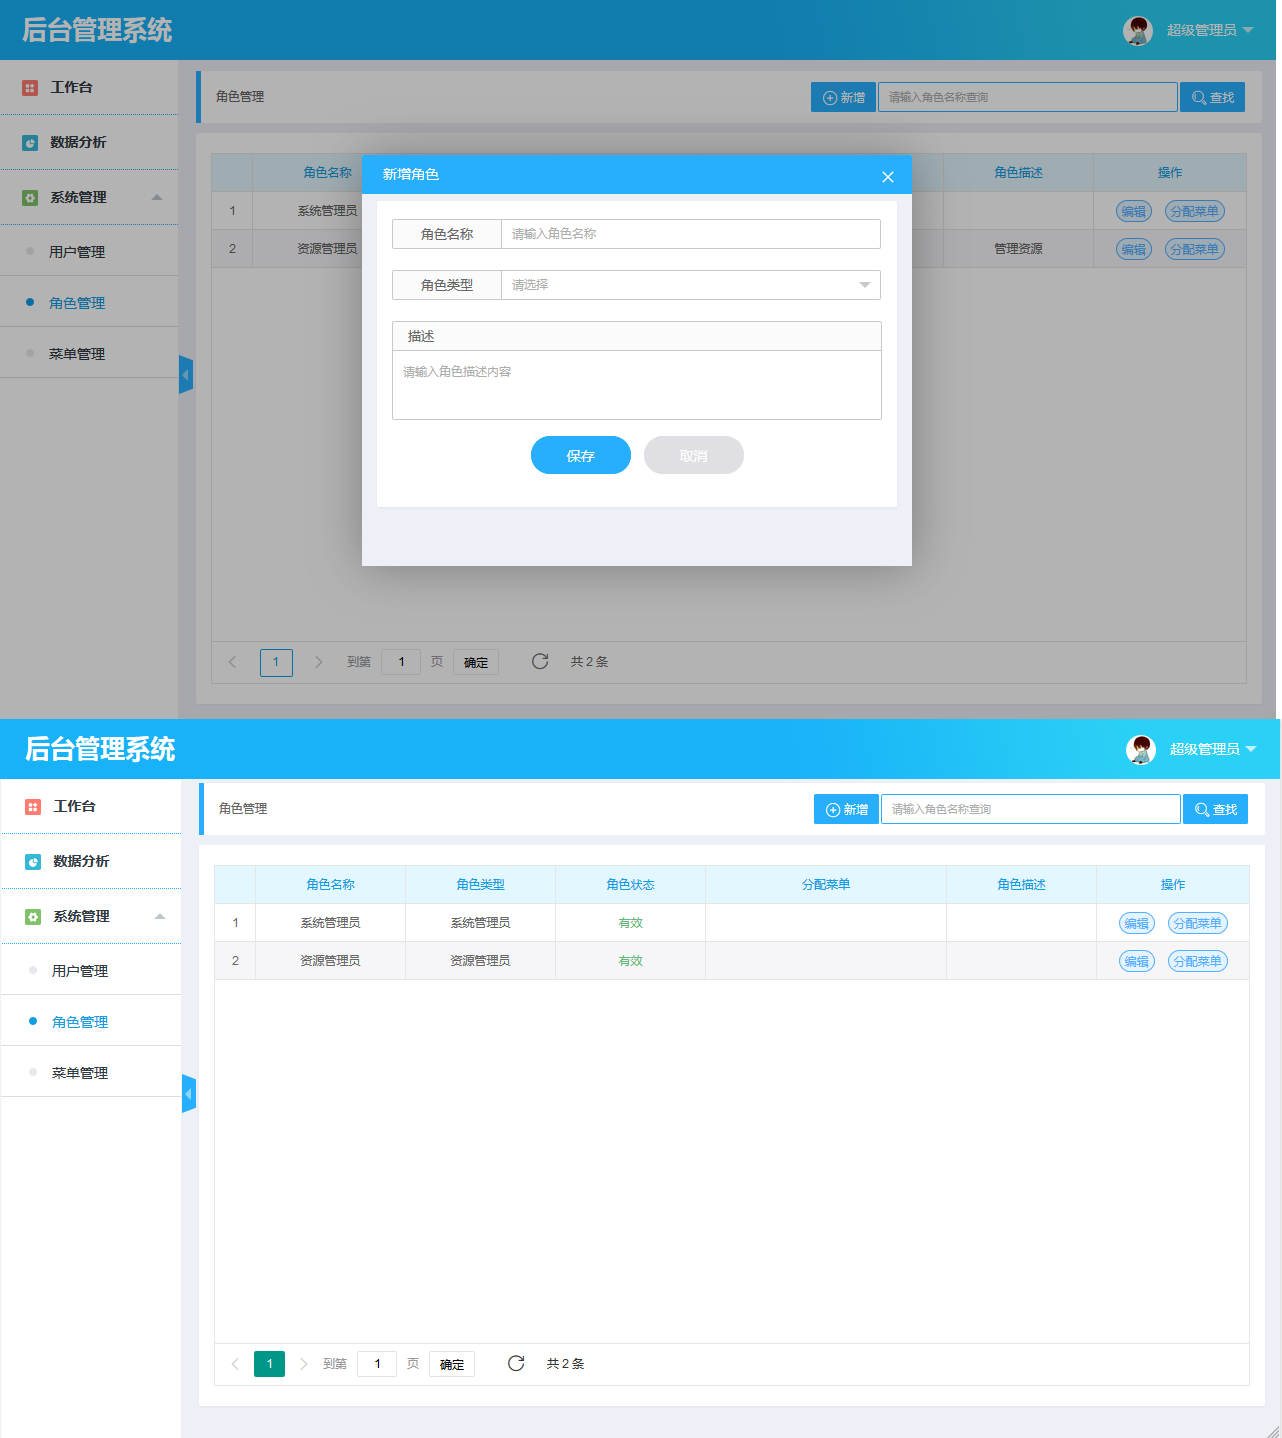 后台管理系统
超级管理员
工作台
数据分析
系统管理
用户管理
角色管理
菜单管理
角色管理
新增
请输入角色名称查询
查找
角色名称 角色描述 操作
1 系统管理员 编辑 分配菜单
2 资源管理员 管理资源 编辑 分配菜单
新增角色
角色名称 请输入角色名称
角色类型 请选择
描述
请输入角色描述内容
保存 取消
1 到第 1 页 确定 共 2 条
后台管理系统
超级管理员
工作台
数据分析
系统管理
用户管理
角色管理
菜单管理
角色管理
新增
请输入角色名称查询
查找
角色名称 角色类型 角色状态 分配菜单 角色描述 操作
1 系统管理员 系统管理员 有效 编辑 分配菜单
2 资源管理员 资源管理员 有效 编辑 分配菜单
1 到第 1 页 确定 共 2 条